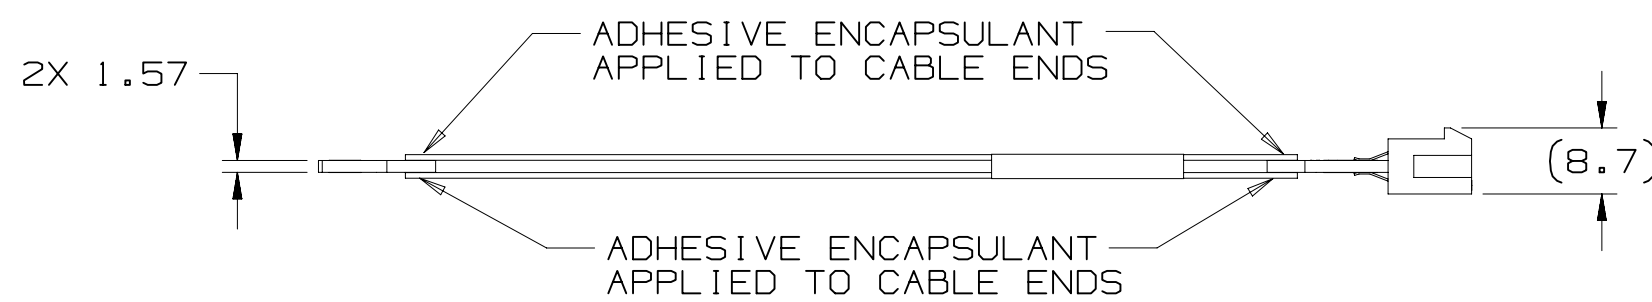 ADHESIVE ENCAPSULANT
APPLIED TO CABLE ENDS
2X 1.57
(8.7)
ADHESIVE ENCAPSULANT
APPLIED TO CABLE ENDS